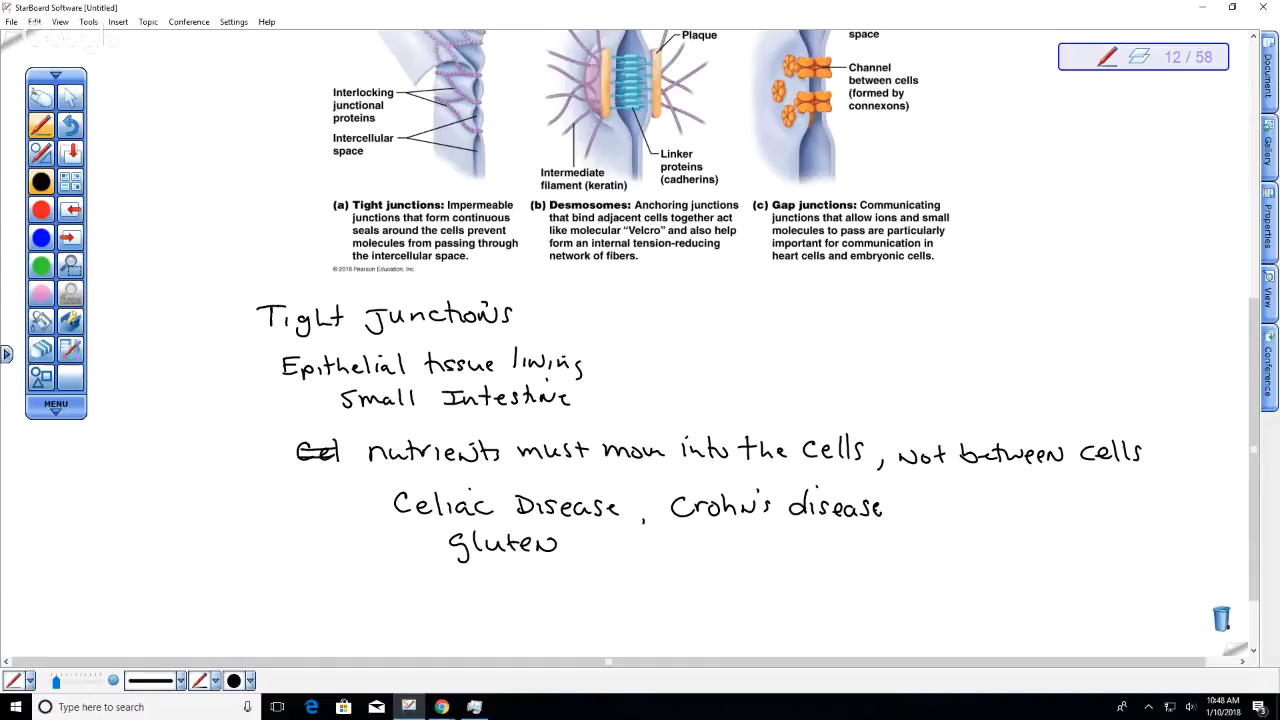 StarBoard Software [Untitled]
File Edit View Tools Insert Topic Conference Settings Help
12 / 58
Plaque
space
Interlocking
junctional
proteins
Intercellular
space
Intermediate
filament (keratin)
Linker
proteins
(cadherins)
Channel
between cells
(formed by
connexons)
(a) Tight junctions: Impermeable
junctions that form continuous
seals around the cells prevent
molecules from passing through
the intercellular space.
(b) Desmosomes: Anchoring junctions
that bind adjacent cells together act
like molecular "Velcro" and also help
form an internal tension-reducing
network of fibers.
(c) Gap junctions: Communicating
junctions that allow ions and small
molecules to pass are particularly
important for communication in
heart cells and embryonic cells.
© 2016 Pearson Education, Inc.
Tight Junctions
Epithelial tissue lining
Small Intestine
nutrients must move into the cells, not between cells
Celiac Disease, Crohn's disease
gluten
MENU
Document
Gallery
Properties
View
Conference
Type here to search
10:48 AM
1/10/2018